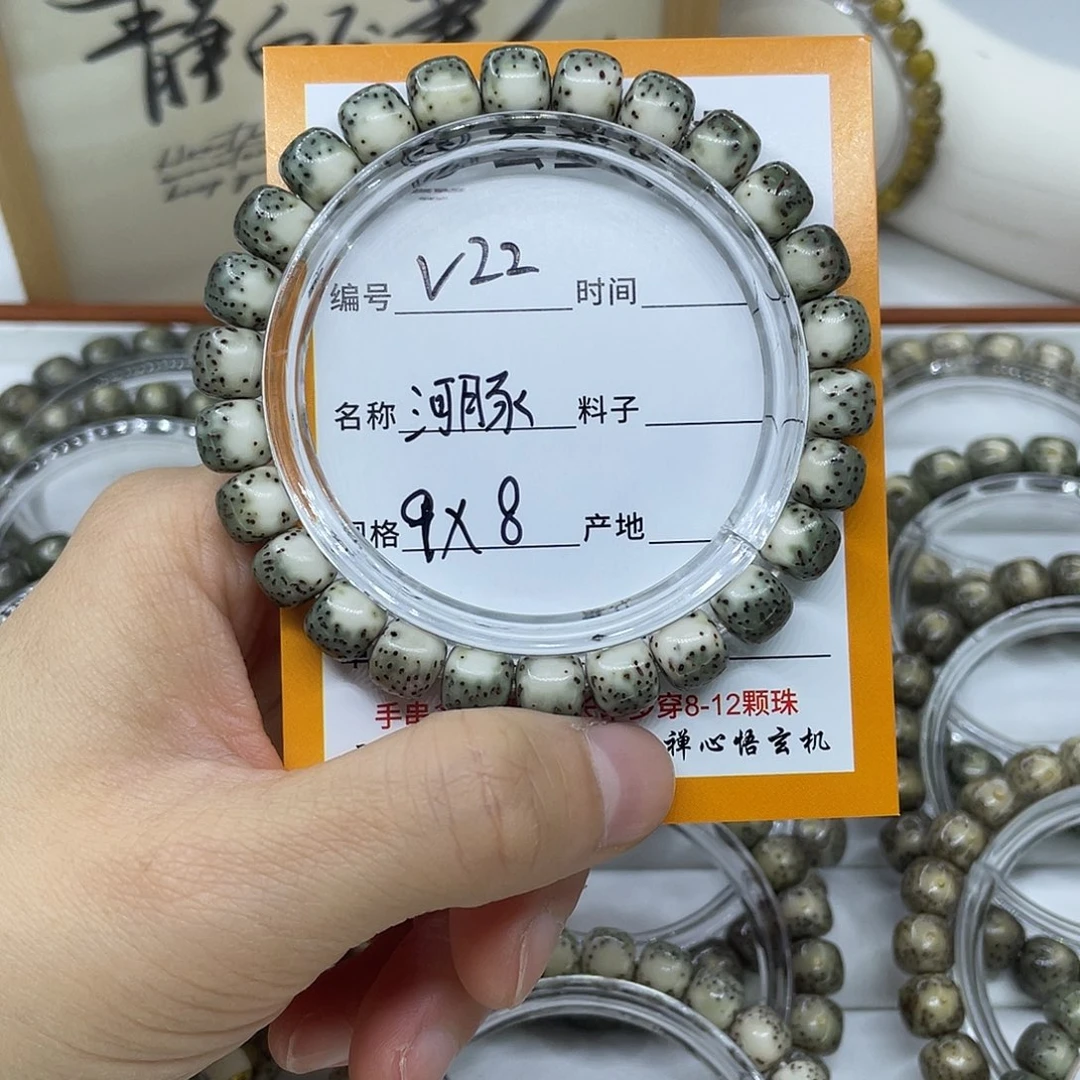 静
编号 V22 时间
名称 河豚 料子
格 9X8 产地
手串 穿8-12颗珠
禅心悟玄机